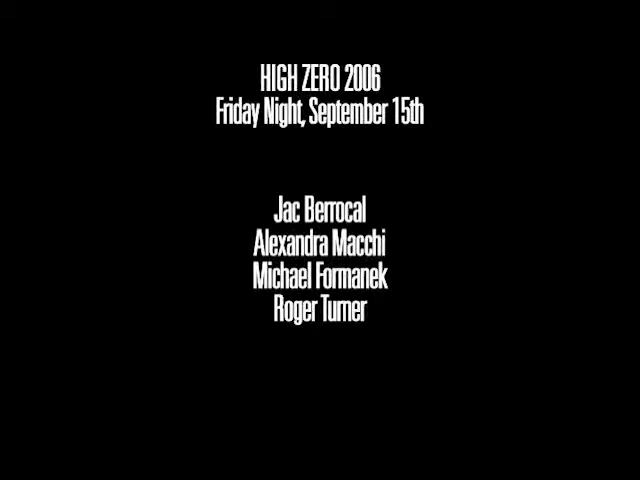 HIGH ZERO 2006
Friday Night, September 15th
Jac Berrocal
Alexandra Macchi
Michael Formanek
Roger Turner